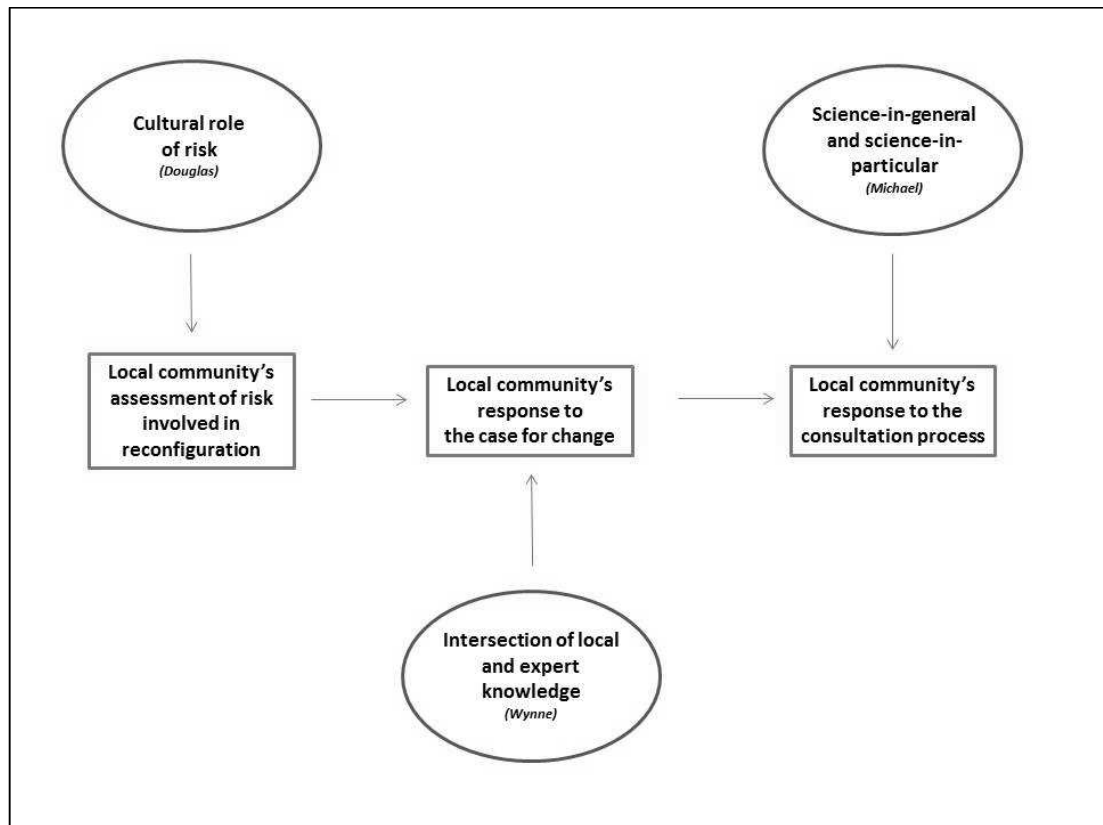 Cultural role
of risk
(Douglas)
Science-in-general
and science-in-
particular
(Michael)
Local community's
assessment of risk
involved in
reconfiguration
Local community's
response to
the case for change
Local community's
response to the
consultation process
Intersection of local
and expert
knowledge
(Wynne)